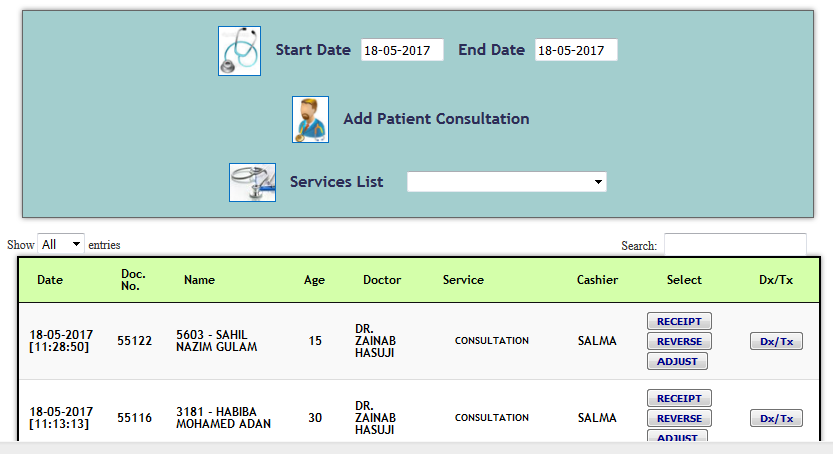 Start Date 18-05-2017 End Date 18-05-2017
Add Patient Consultation
Services List
Show All entries Search:
Date Doc. No. Name Age Doctor Service Cashier Select Dx/Tx
18-05-2017 [11:28:50] 55122 5603 - SAHIL NAZIM GULAM 15 DR. ZAINAB HASUJI CONSULTATION SALMA RECEIPT REVERSE ADJUST Dx/Tx
18-05-2017 [11:13:13] 55116 3181 - HABIBA MOHAMED ADAN 30 DR. ZAINAB HASUJI CONSULTATION SALMA RECEIPT REVERSE ADJUST Dx/Tx